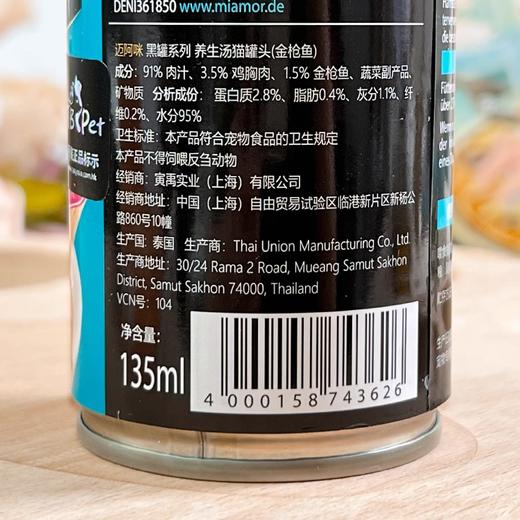 DENI361850 www.miamor.de
迈阿咪 黑罐系列 养生汤猫罐头(金枪鱼)
成分：91% 肉汁、3.5% 鸡胸肉、1.5% 金枪鱼、蔬菜副产品、
矿物质 分析成份： 蛋白质2.8%、脂肪0.4%、灰分1.1%、纤
维0.2%、水分95%
卫生标准：本产品符合宠物食品的卫生规定
本产品不得饲喂反刍动物
经销商：寅禹实业（上海）有限公司
经销商地址：中国（上海）自由贸易试验区临港新片区新杨公
路860号10幢
生产国：泰国 生产商：Thai Union Manufacturing Co., Ltd.
生产商地址：30/24 Rama 2 Road, Mueang Samut Sakhon
District, Samut Sakhon 74000, Thailand
VCN号：104
净含量：
135ml
4 000158 743626
Pet
正品标示